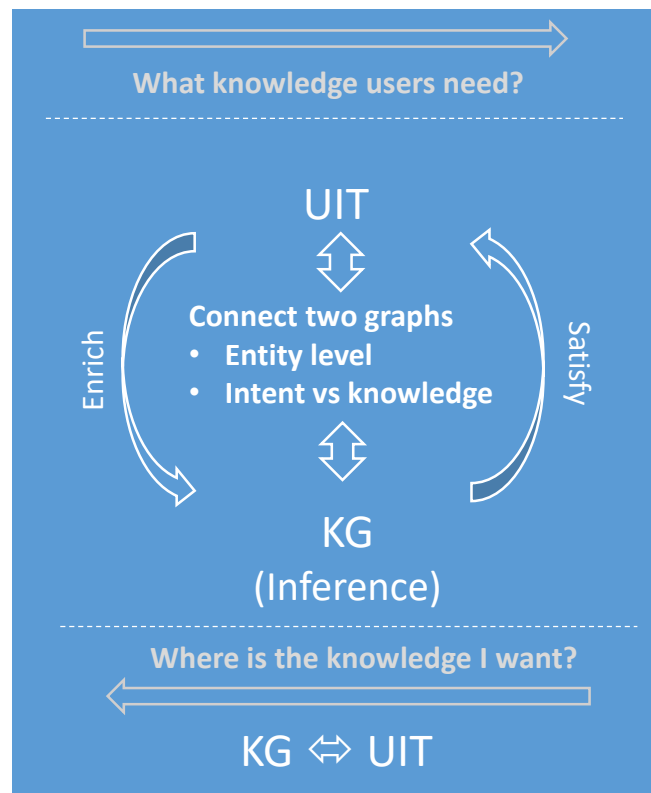 What knowledge users need?
UIT
Connect two graphs
• Entity level
• Intent vs knowledge
Enrich
Satisfy
KG
(Inference)
Where is the knowledge I want?
KG ⇔ UIT